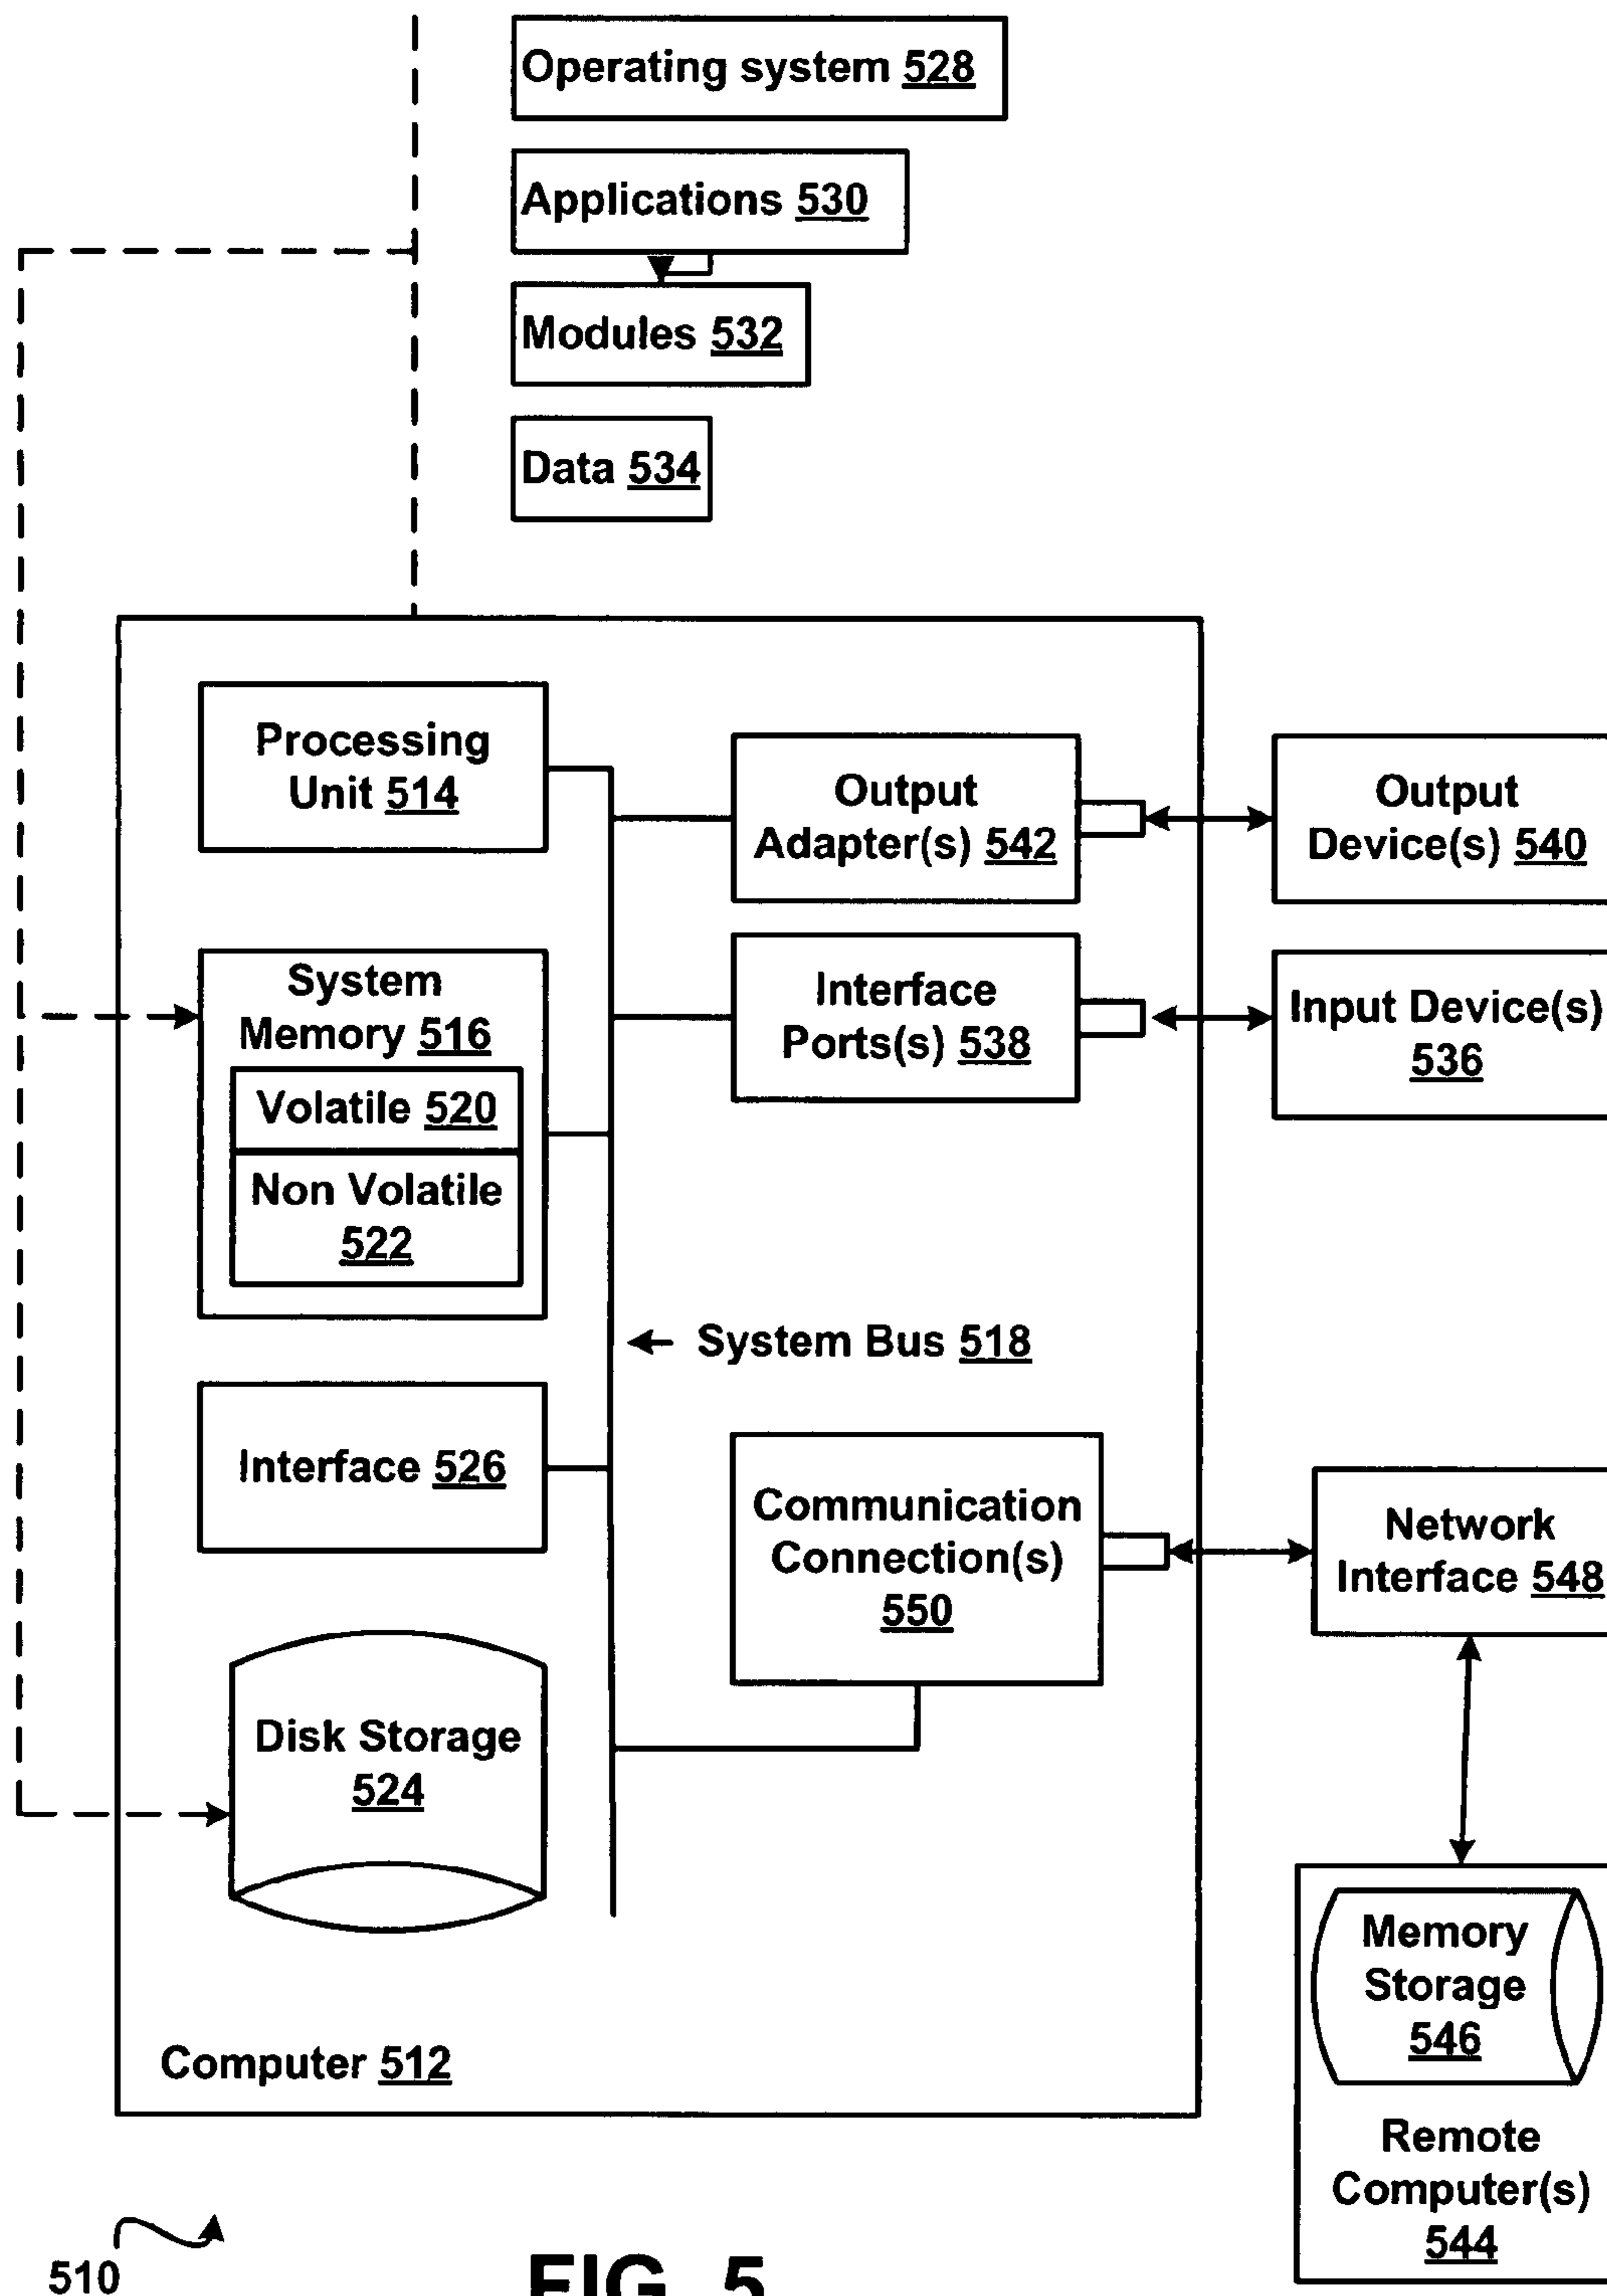 Operating system 528
Applications 530
Modules 532
Data 534
Processing
Unit 514
Output
Adapter(s) 542
Output
Device(s) 540
System
Memory 516
Volatile 520
Non Volatile
522
Interface
Ports(s) 538
Input Device(s)
536
System Bus 518
Interface 526
Communication
Connection(s)
550
Network
Interface 548
Disk Storage
524
Memory
Storage
546
Computer 512
Remote
Computer(s)
544
510
FIG. 5